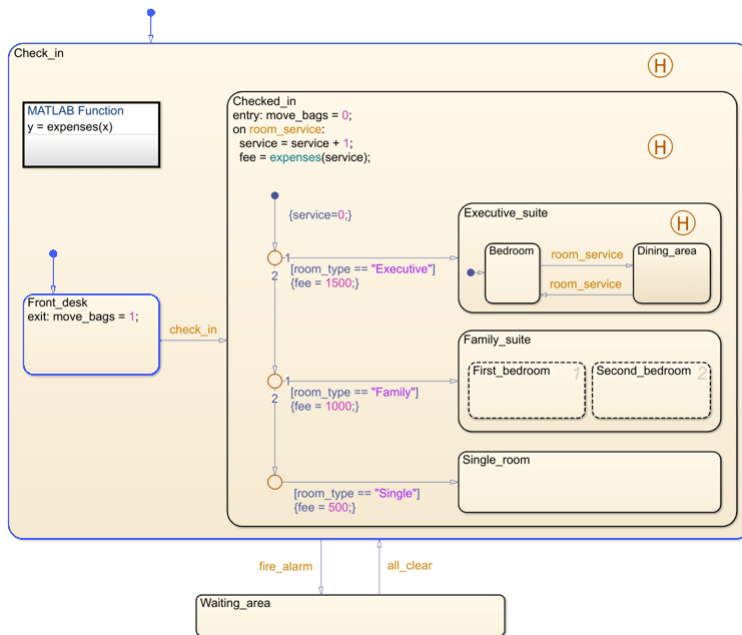 Check_in
H
MATLAB Function
y = expenses(x)
Checked_in
entry: move_bags = 0;
on room_service:
service = service + 1;
fee = expenses(service);
H
{service=0;}
Executive_suite
H
Bedroom
room_service
Dining_area
room_service
1
2
[room_type == "Executive"]
{fee = 1500;}
Front_desk
exit: move_bags = 1;
check_in
Family_suite
First_bedroom 1
Second_bedroom 2
1
2
[room_type == "Family"]
{fee = 1000;}
Single_room
[room_type == "Single"]
{fee = 500;}
fire_alarm
all_clear
Waiting_area